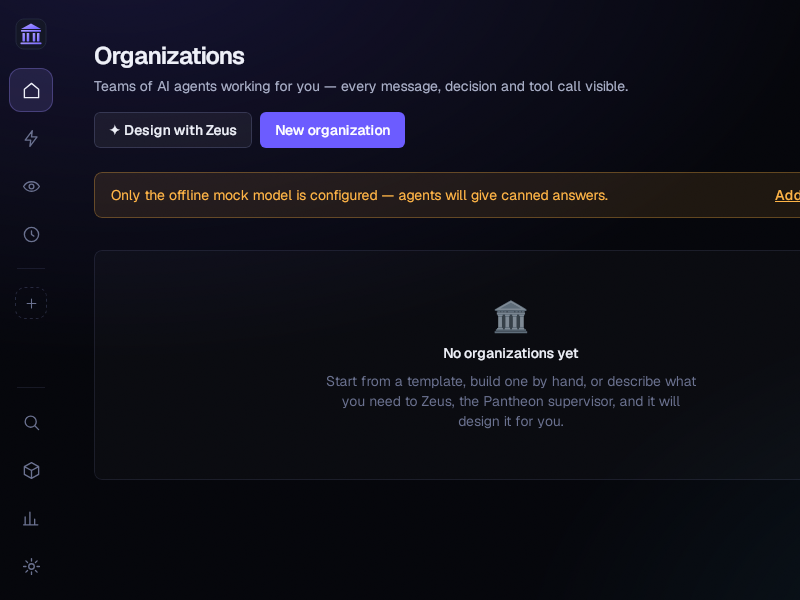 Organizations
Teams of AI agents working for you — every message, decision and tool call visible.
✦ Design with Zeus
New organization
Only the offline mock model is configured — agents will give canned answers.
Add
No organizations yet
Start from a template, build one by hand, or describe what
you need to Zeus, the Pantheon supervisor, and it will
design it for you.